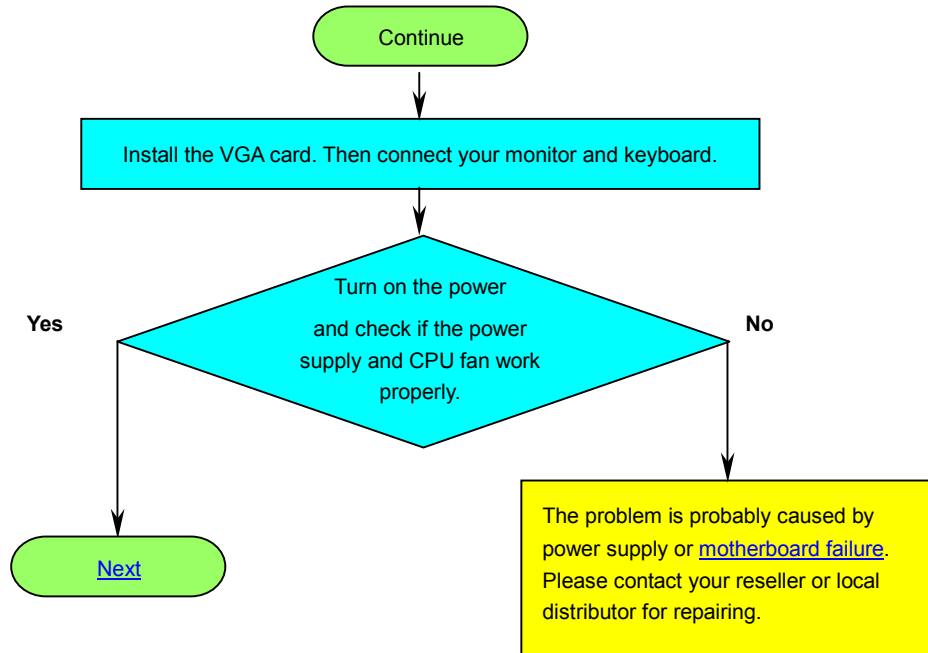 Continue
Install the VGA card. Then connect your monitor and keyboard.
Turn on the power
and check if the power
supply and CPU fan work
properly.
Yes
No
Next
The problem is probably caused by
power supply or motherboard failure.
Please contact your reseller or local
distributor for repairing.